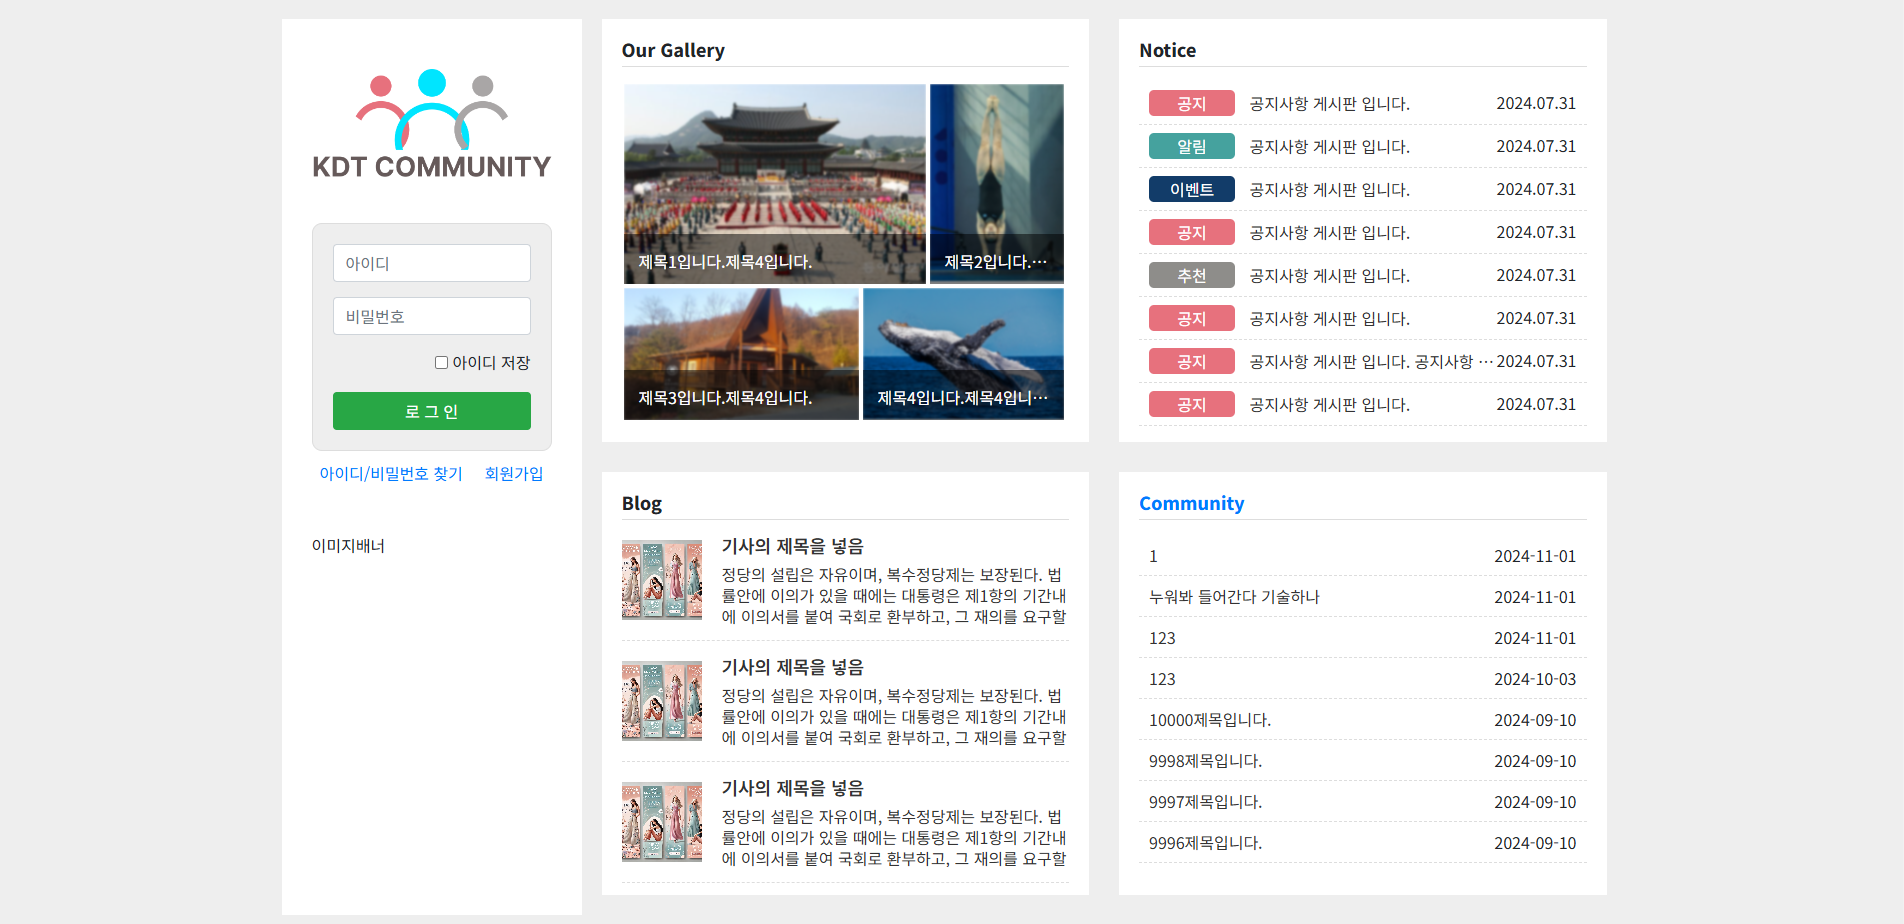 KDT COMMUNITY
아이디
비밀번호
아이디 저장
로 그 인
아이디/비밀번호 찾기 회원가입
이미지배너
Our Gallery
제목1입니다.제목4입니다.
제목2입니다.…
제목3입니다.제목4입니다.
제목4입니다.제목4입니…
Notice
공지 공지사항 게시판 입니다. 2024.07.31
알림 공지사항 게시판 입니다. 2024.07.31
이벤트 공지사항 게시판 입니다. 2024.07.31
공지 공지사항 게시판 입니다. 2024.07.31
추천 공지사항 게시판 입니다. 2024.07.31
공지 공지사항 게시판 입니다. 2024.07.31
공지 공지사항 게시판 입니다. 공지사항 … 2024.07.31
공지 공지사항 게시판 입니다. 2024.07.31
Blog
기사의 제목을 넣음
정당의 설립은 자유이며, 복수정당제는 보장된다. 법
률안에 이의가 있을 때에는 대통령은 제1항의 기간내
에 이의서를 붙여 국회로 환부하고, 그 재의를 요구할
기사의 제목을 넣음
정당의 설립은 자유이며, 복수정당제는 보장된다. 법
률안에 이의가 있을 때에는 대통령은 제1항의 기간내
에 이의서를 붙여 국회로 환부하고, 그 재의를 요구할
기사의 제목을 넣음
정당의 설립은 자유이며, 복수정당제는 보장된다. 법
률안에 이의가 있을 때에는 대통령은 제1항의 기간내
에 이의서를 붙여 국회로 환부하고, 그 재의를 요구할
Community
1 2024-11-01
누워봐 들어간다 기술하나 2024-11-01
123 2024-11-01
123 2024-10-03
10000제목입니다. 2024-09-10
9998제목입니다. 2024-09-10
9997제목입니다. 2024-09-10
9996제목입니다. 2024-09-10